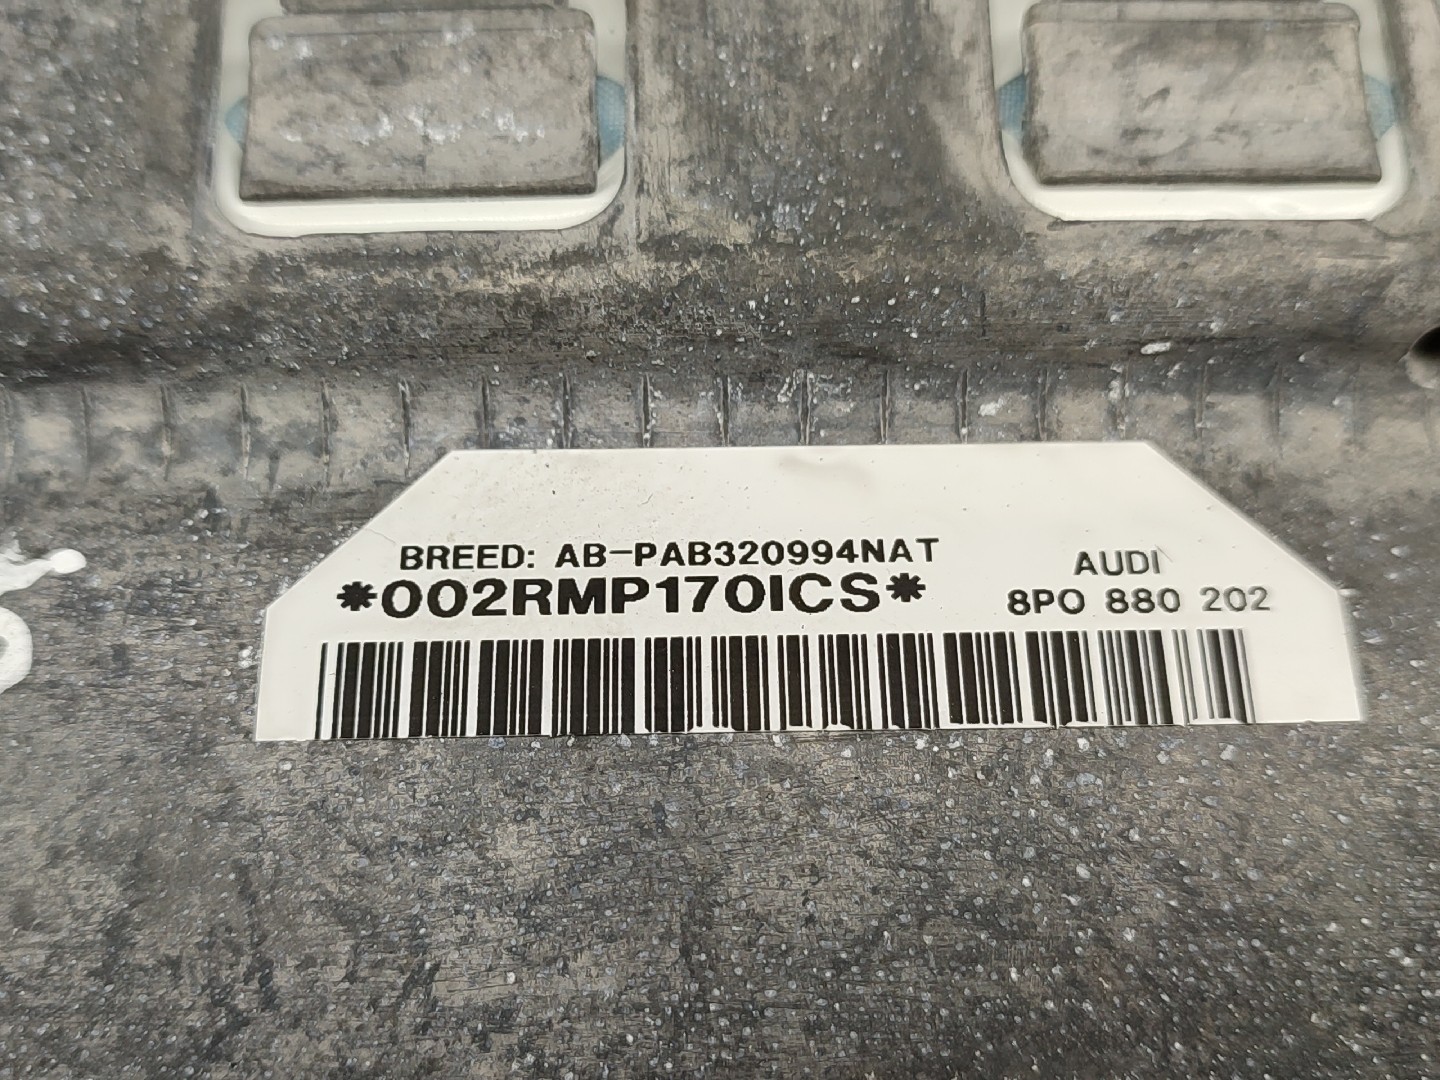 BREED: AB-PAB320994NAT
*002RMP170ICS*
AUDI
8P0 880 202